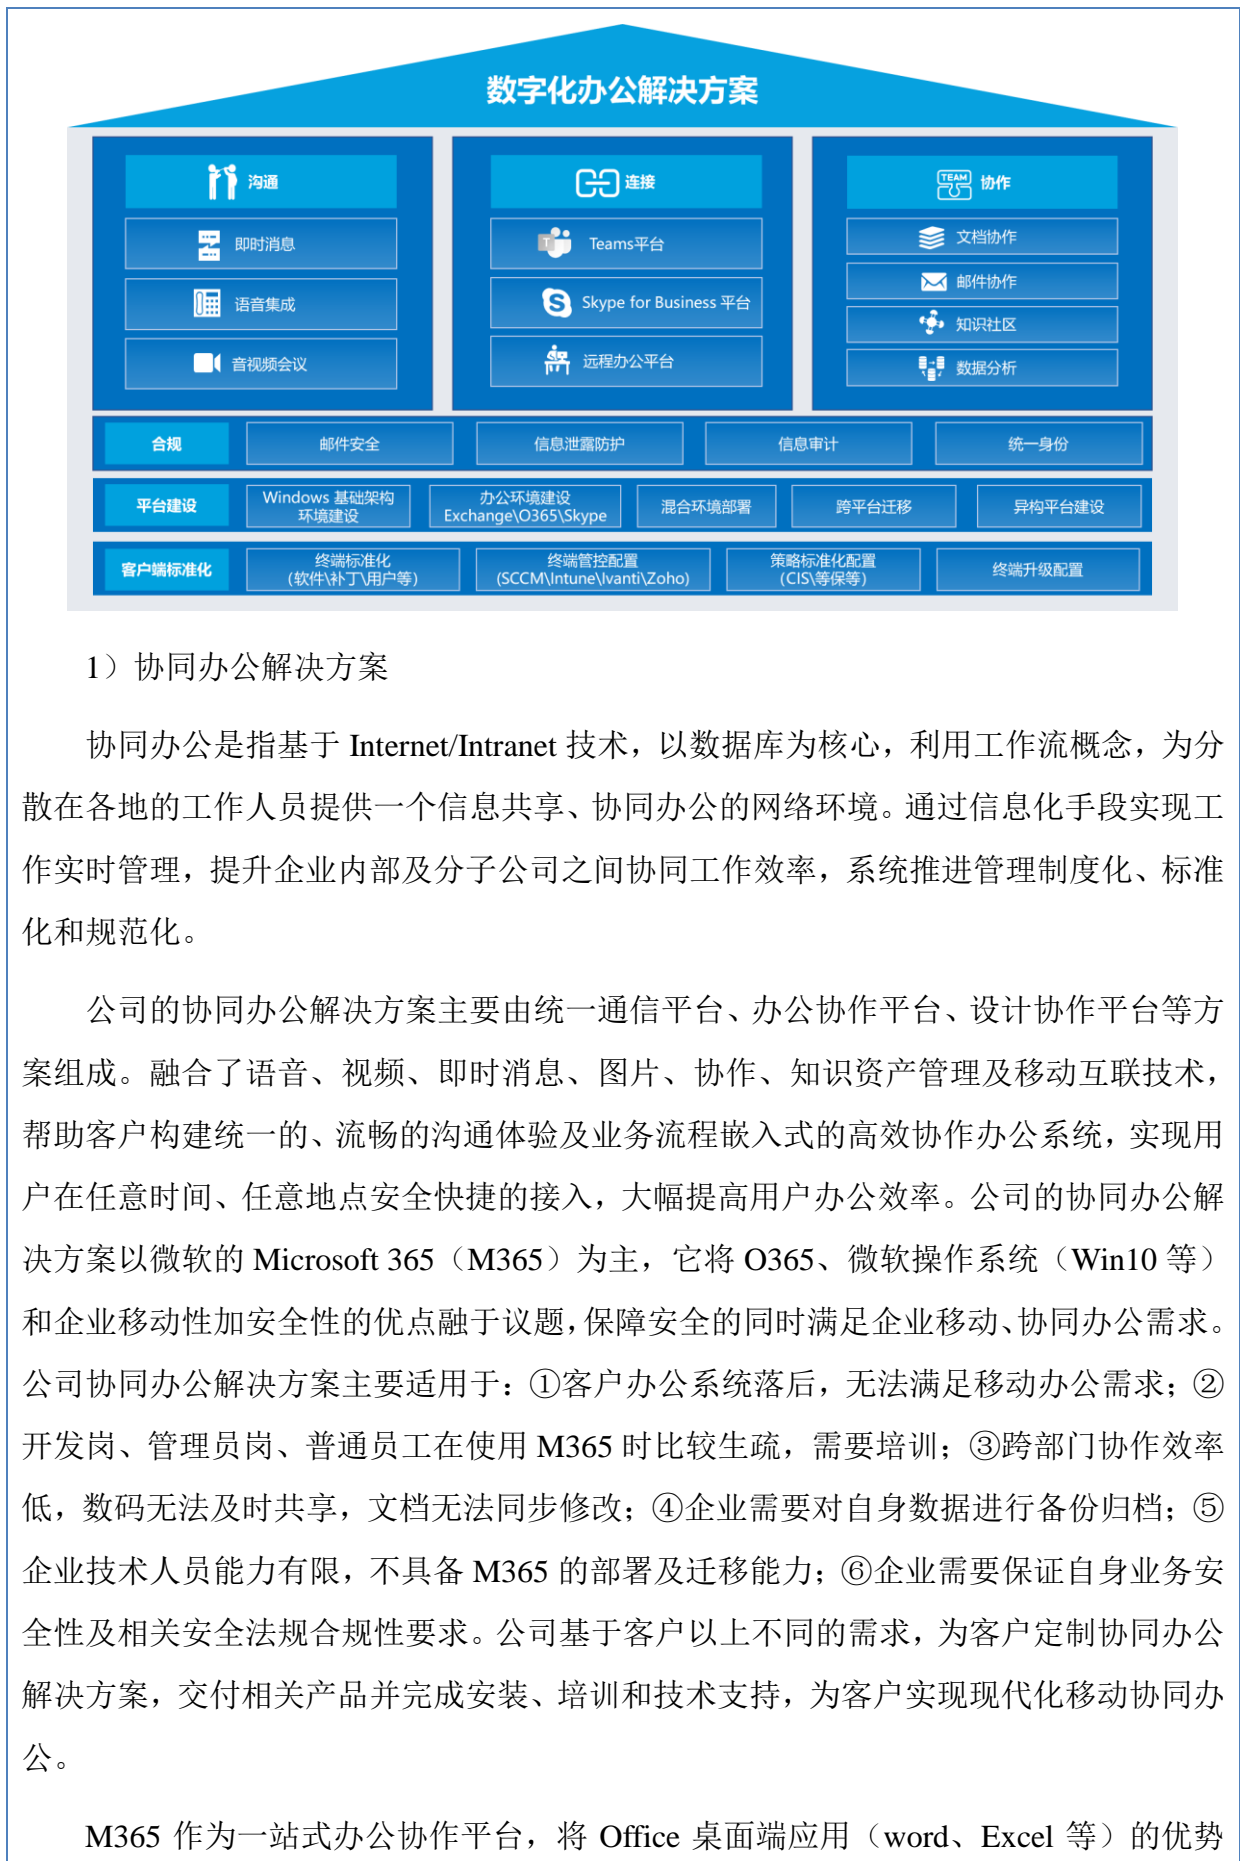 数字化办公解决方案
沟通
即时消息
语音集成
音视频会议
连接
Teams平台
Skype for Business 平台
远程办公平台
TEAM 协作
文档协作
邮件协作
知识社区
数据分析
合规
邮件安全
信息泄露防护
信息审计
统一身份
平台建设
Windows 基础架构
环境建设
办公环境建设
Exchange\O365\Skype
混合环境部署
跨平台迁移
异构平台建设
客户端标准化
终端标准化
(软件\补丁\用户等)
终端管控配置
(SCCM\Intune\Ivanti\Zoho)
策略标准化配置
(CIS\等保等)
终端升级配置
1）协同办公解决方案
协同办公是指基于 Internet/Intranet 技术，以数据库为核心，利用工作流概念，为分
散在各地的工作人员提供一个信息共享、协同办公的网络环境。通过信息化手段实现工
作实时管理，提升企业内部及分子公司之间协同工作效率，系统推进管理制度化、标准
化和规范化。
公司的协同办公解决方案主要由统一通信平台、办公协作平台、设计协作平台等方
案组成。融合了语音、视频、即时消息、图片、协作、知识资产管理及移动互联技术，
帮助客户构建统一的、流畅的沟通体验及业务流程嵌入式的高效协作办公系统，实现用
户在任意时间、任意地点安全快捷的接入，大幅提高用户办公效率。公司的协同办公解
决方案以微软的 Microsoft 365（M365）为主，它将 O365、微软操作系统（Win10 等）
和企业移动性加安全性的优点融于议题，保障安全的同时满足企业移动、协同办公需求。
公司协同办公解决方案主要适用于：①客户办公系统落后，无法满足移动办公需求；②
开发岗、管理员岗、普通员工在使用 M365 时比较生疏，需要培训；③跨部门协作效率
低，数码无法及时共享，文档无法同步修改；④企业需要对自身数据进行备份归档；⑤
企业技术人员能力有限，不具备 M365 的部署及迁移能力；⑥企业需要保证自身业务安
全性及相关安全法规合规性要求。公司基于客户以上不同的需求，为客户定制协同办公
解决方案，交付相关产品并完成安装、培训和技术支持，为客户实现现代化移动协同办
公。
M365 作为一站式办公协作平台，将 Office 桌面端应用（word、Excel 等）的优势